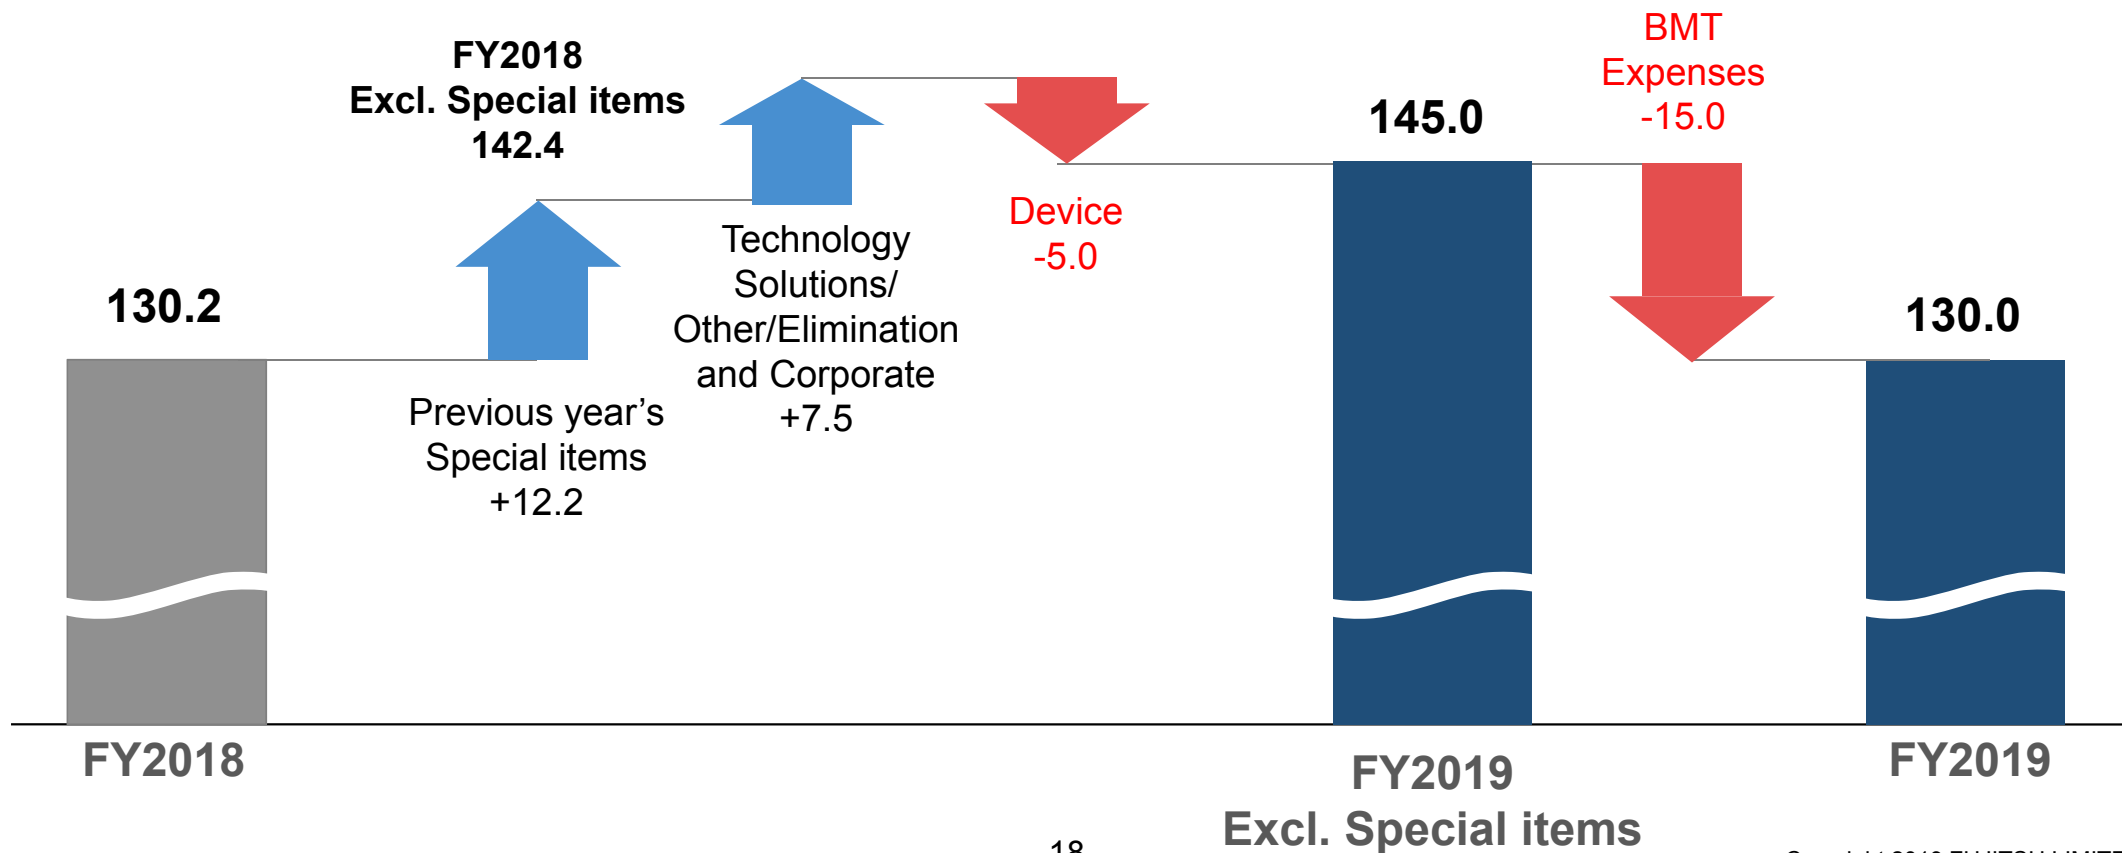 BMT
Expenses
-15.0
FY2018
Excl. Special items
142.4
145.0
Device
-5.0
Technology
Solutions/
Other/Elimination
and Corporate
+7.5
130.2
130.0
Previous year’s
Special items
+12.2
FY2018
FY2019
Excl. Special items
FY2019
18